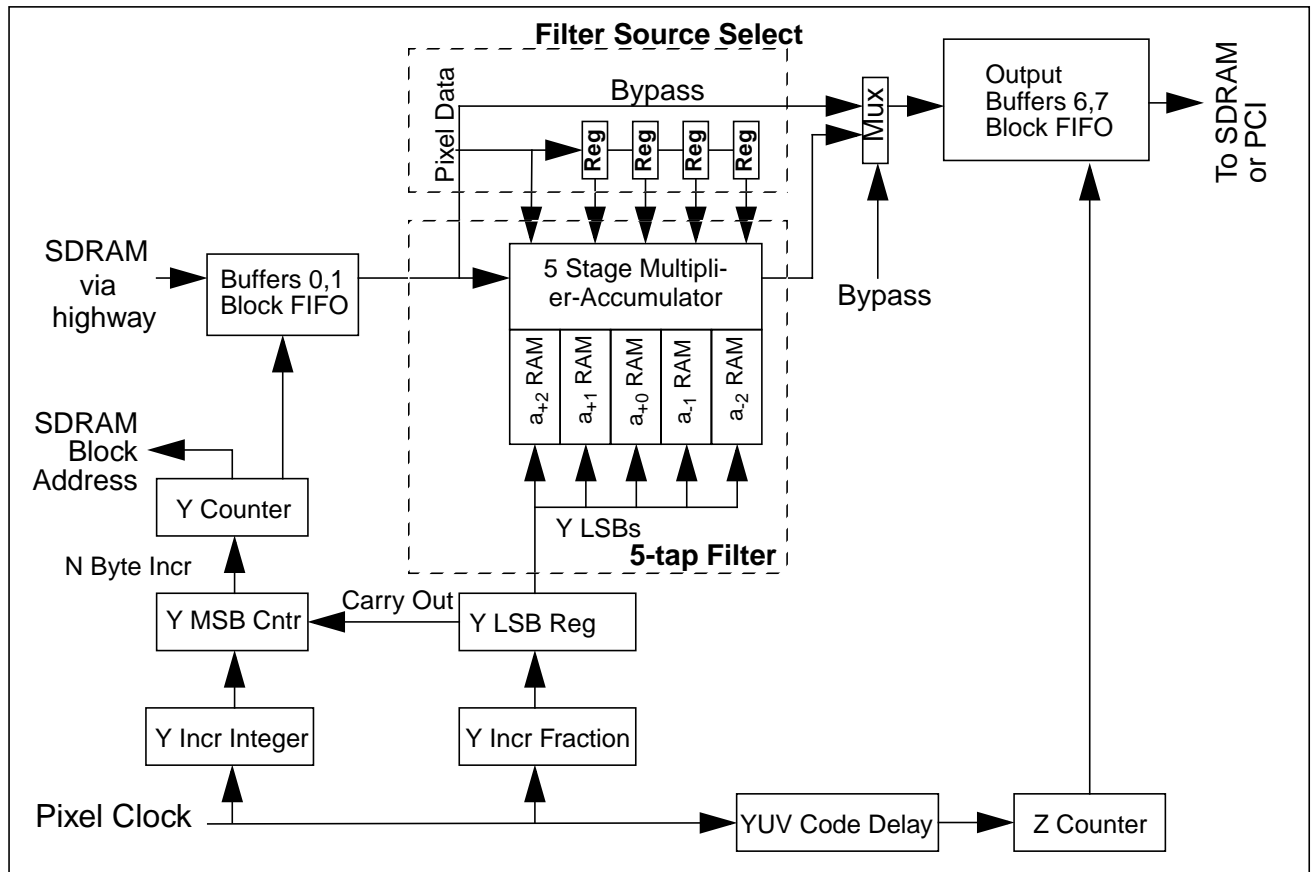 Filter Source Select
Pixel Data
Bypass
Reg
Reg
Reg
Reg
Mux
Output
Buffers 6,7
Block FIFO
To SDRAM
or PCI
SDRAM
via
highway
Buffers 0,1
Block FIFO
5 Stage Multipli-
er-Accumulator
Bypass
a+2 RAM
a+1 RAM
a+0 RAM
a-1 RAM
a-2 RAM
SDRAM
Block
Address
Y Counter
Y LSBs
5-tap Filter
N Byte Incr
Y MSB Cntr
Carry Out
Y LSB Reg
Y Incr Integer
Y Incr Fraction
Pixel Clock
YUV Code Delay
Z Counter